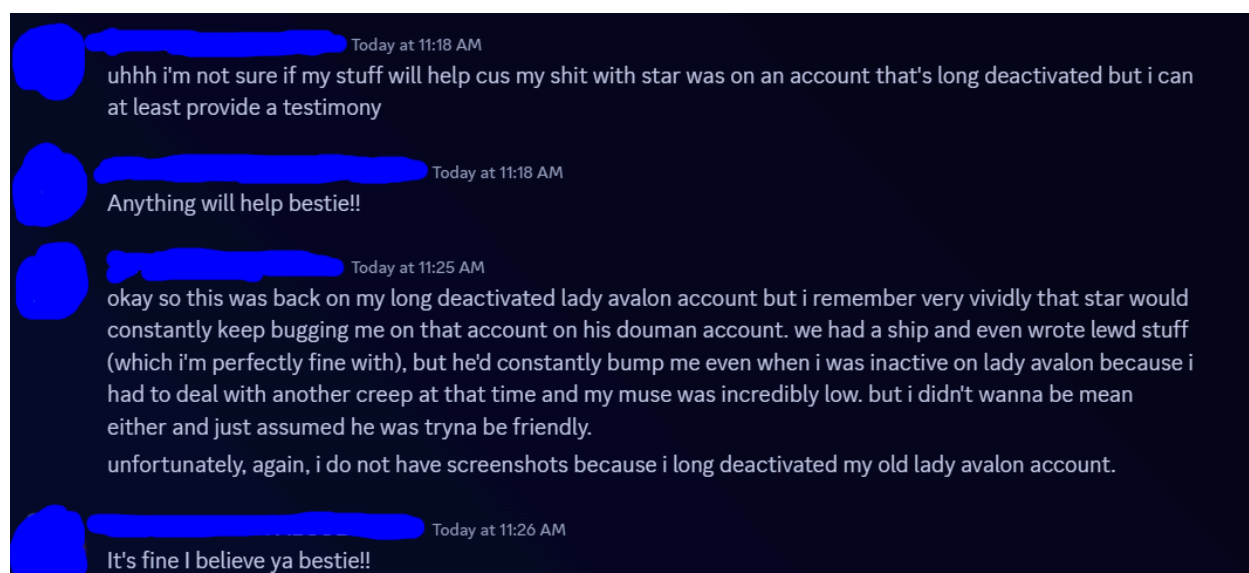 Today at 11:18 AM
uhhh i'm not sure if my stuff will help cus my shit with star was on an account that's long deactivated but i can
at least provide a testimony
Today at 11:18 AM
Anything will help bestie!!
Today at 11:25 AM
okay so this was back on my long deactivated lady avalon account but i remember very vividly that star would
constantly keep bugging me on that account on his douman account. we had a ship and even wrote lewd stuff
(which i'm perfectly fine with), but he'd constantly bump me even when i was inactive on lady avalon because i
had to deal with another creep at that time and my muse was incredibly low. but i didn't wanna be mean
either and just assumed he was tryna be friendly.
unfortunately, again, i do not have screenshots because i long deactivated my old lady avalon account.
Today at 11:26 AM
It's fine I believe ya bestie!!